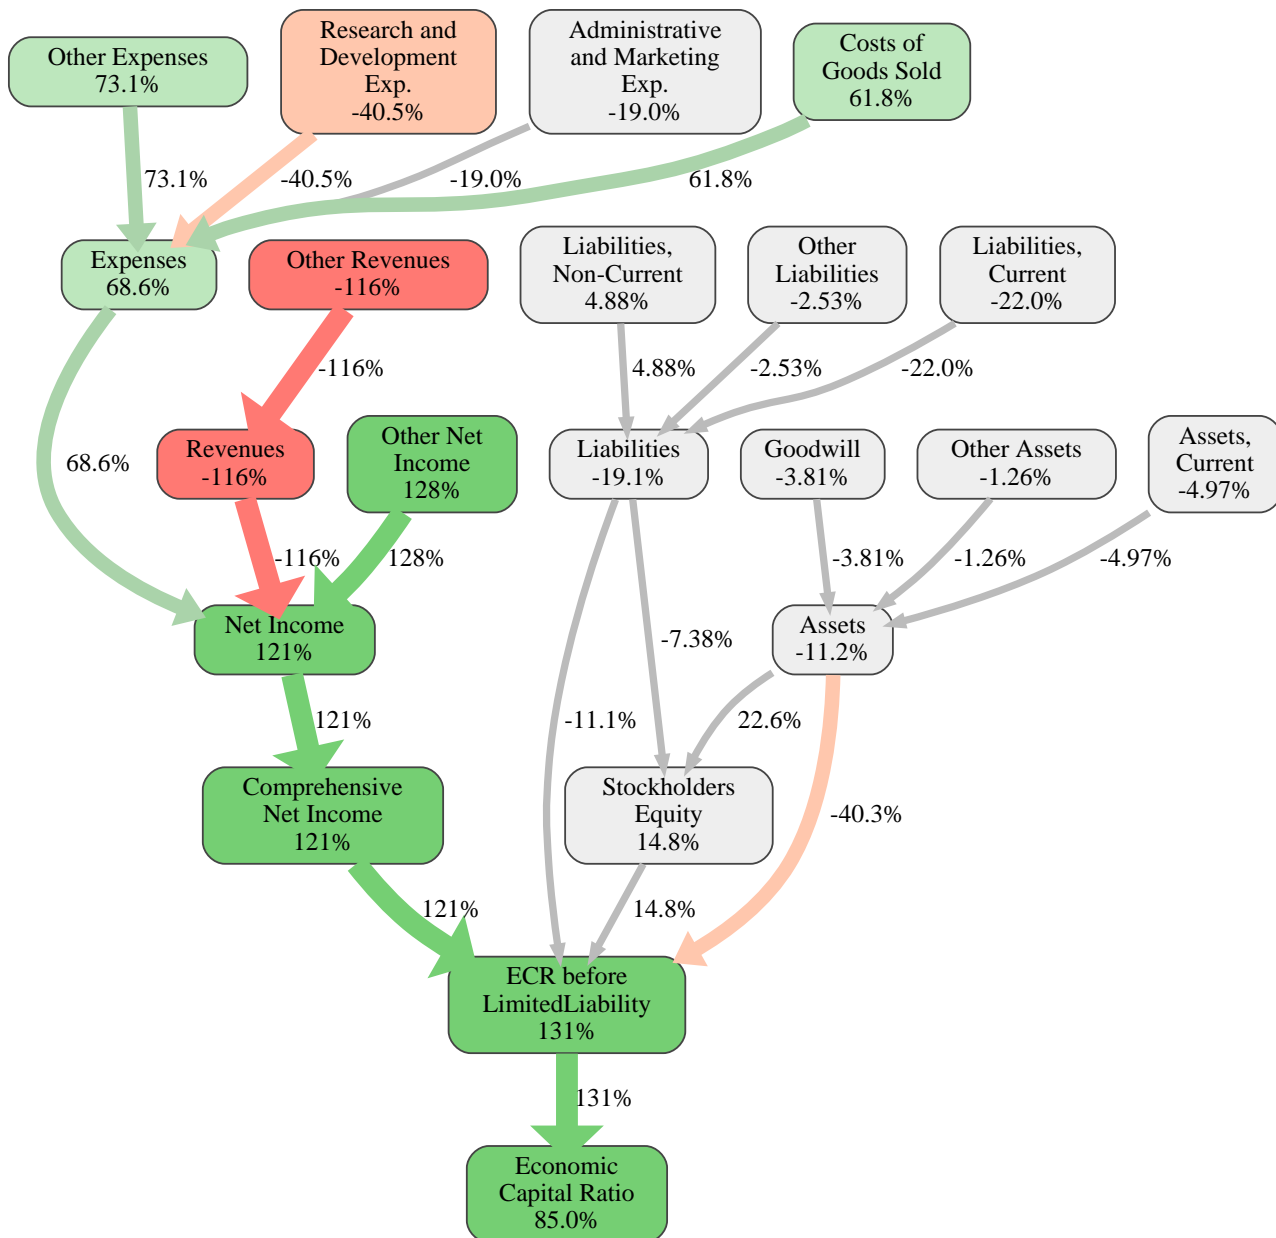 Other Expenses
73.1%
Research and
Development
Exp.
-40.5%
Administrative
and Marketing
Exp.
-19.0%
Costs of
Goods Sold
61.8%
73.1%
-40.5%
-19.0%
61.8%
Expenses
68.6%
Other Revenues
-116%
Liabilities,
Non-Current
4.88%
Other
Liabilities
-2.53%
Liabilities,
Current
-22.0%
-116%
4.88%
-2.53%
-22.0%
68.6%
Revenues
-116%
Other Net
Income
128%
Liabilities
-19.1%
Goodwill
-3.81%
Other Assets
-1.26%
Assets,
Current
-4.97%
-116%
128%
-3.81%
-1.26%
-4.97%
Net Income
121%
-7.38%
Assets
-11.2%
121%
-11.1%
22.6%
Comprehensive
Net Income
121%
Stockholders
Equity
14.8%
-40.3%
121%
14.8%
ECR before
LimitedLiability
131%
131%
Economic
Capital Ratio
85.0%